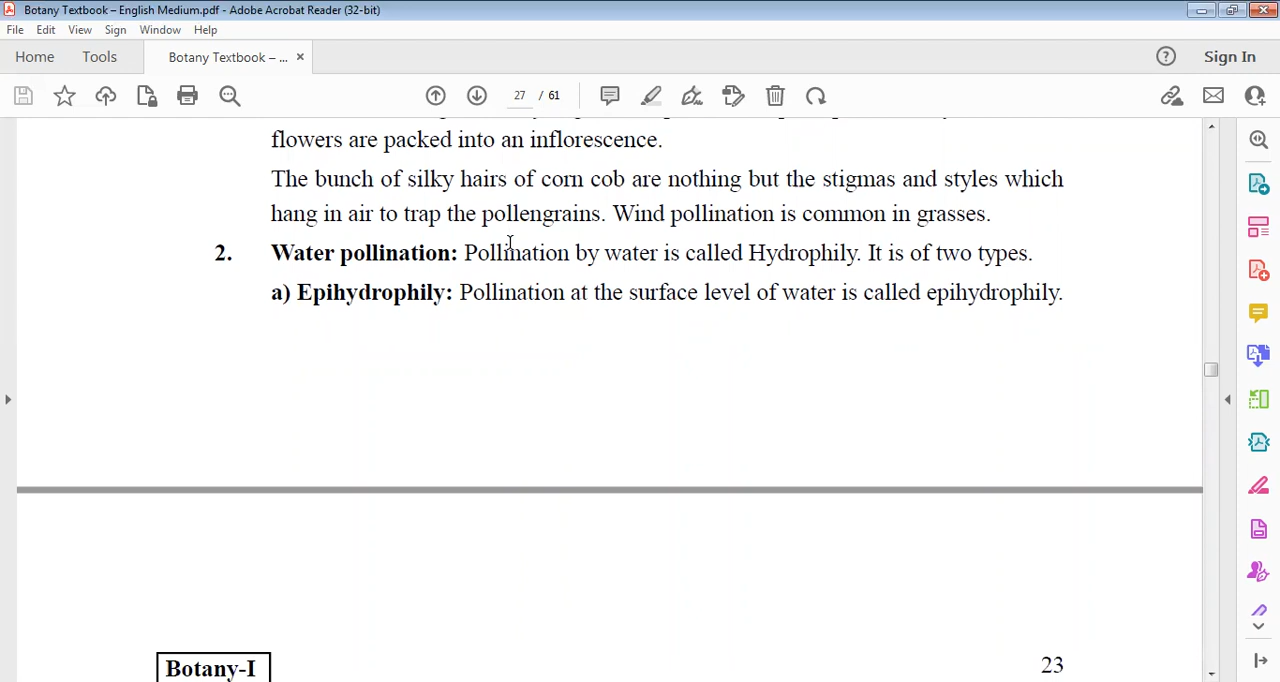 Botany Textbook – English Medium.pdf - Adobe Acrobat Reader (32-bit)
File Edit View Sign Window Help
Home Tools Botany Textbook – ... × Sign In
27 / 61
flowers are packed into an inflorescence.
The bunch of silky hairs of corn cob are nothing but the stigmas and styles which
hang in air to trap the pollengrains. Wind pollination is common in grasses.
2. Water pollination: Pollination by water is called Hydrophily. It is of two types.
a) Epihydrophily: Pollination at the surface level of water is called epihydrophily.
Botany-I 23